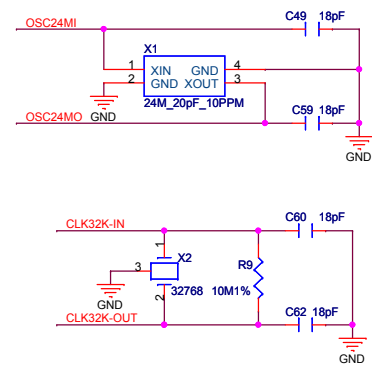 C49 18pF
OSC24MI
X1
1 XIN GND 4
2 GND XOUT 3
24M_20pF_10PPM
GND
OSC24MO
C59 18pF
GND
C60 18pF
CLK32K-IN
1
X2
3
R9
2
32768 10M1%
GND
CLK32K-OUT
C62 18pF
GND